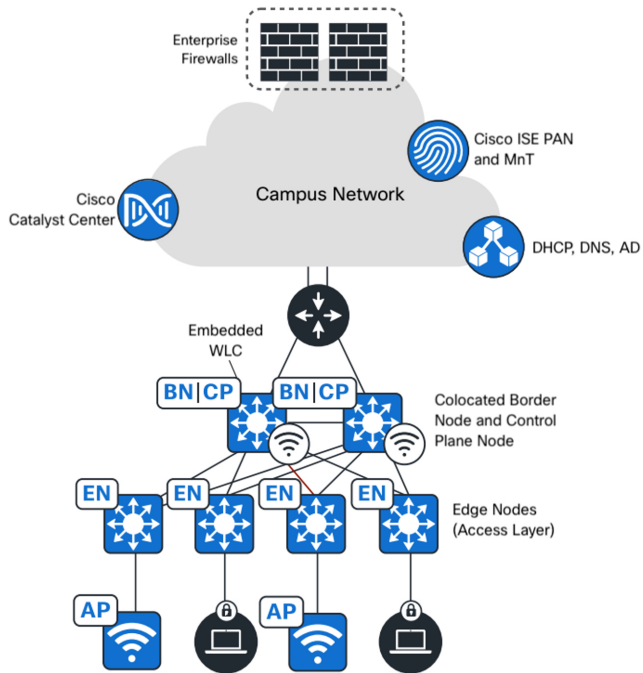 Enterprise
Firewalls
Cisco ISE PAN
and MnT
Campus Network
Cisco
Catalyst Center
DHCP, DNS, AD
Embedded
WLC
BN|CP
BN|CP
Colocated Border
Node and Control
Plane Node
EN
EN
EN
EN
Edge Nodes
(Access Layer)
AP
AP